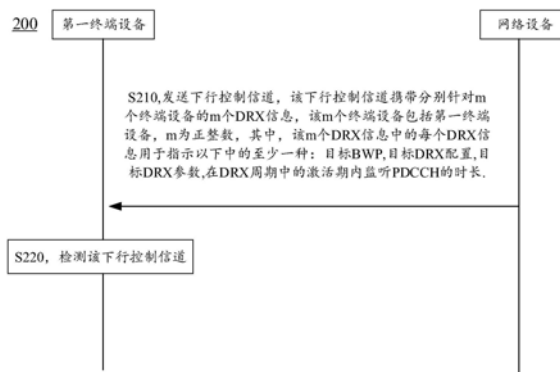 200
第一终端设备
网络设备
S210,发送下行控制信道，该下行控制信道携带分别针对m
个终端设备的m个DRX信息，该m个终端设备包括第一终端
设备，m为正整数，其中，该m个DRX信息中的每个DRX信
息用于指示以下中的至少一种：目标BWP,目标DRX配置,目
标DRX参数,在DRX周期中的激活期内监听PDCCH的时长.
S220，检测该下行控制信道